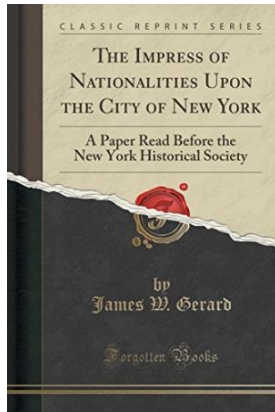 CLASSIC REPRINT SERIES
THE IMPRESS OF
NATIONALITIES UPON
THE CITY OF NEW YORK
A PAPER READ BEFORE THE
NEW YORK HISTORICAL SOCIETY
by
James W. Gerard
Forgotten Books